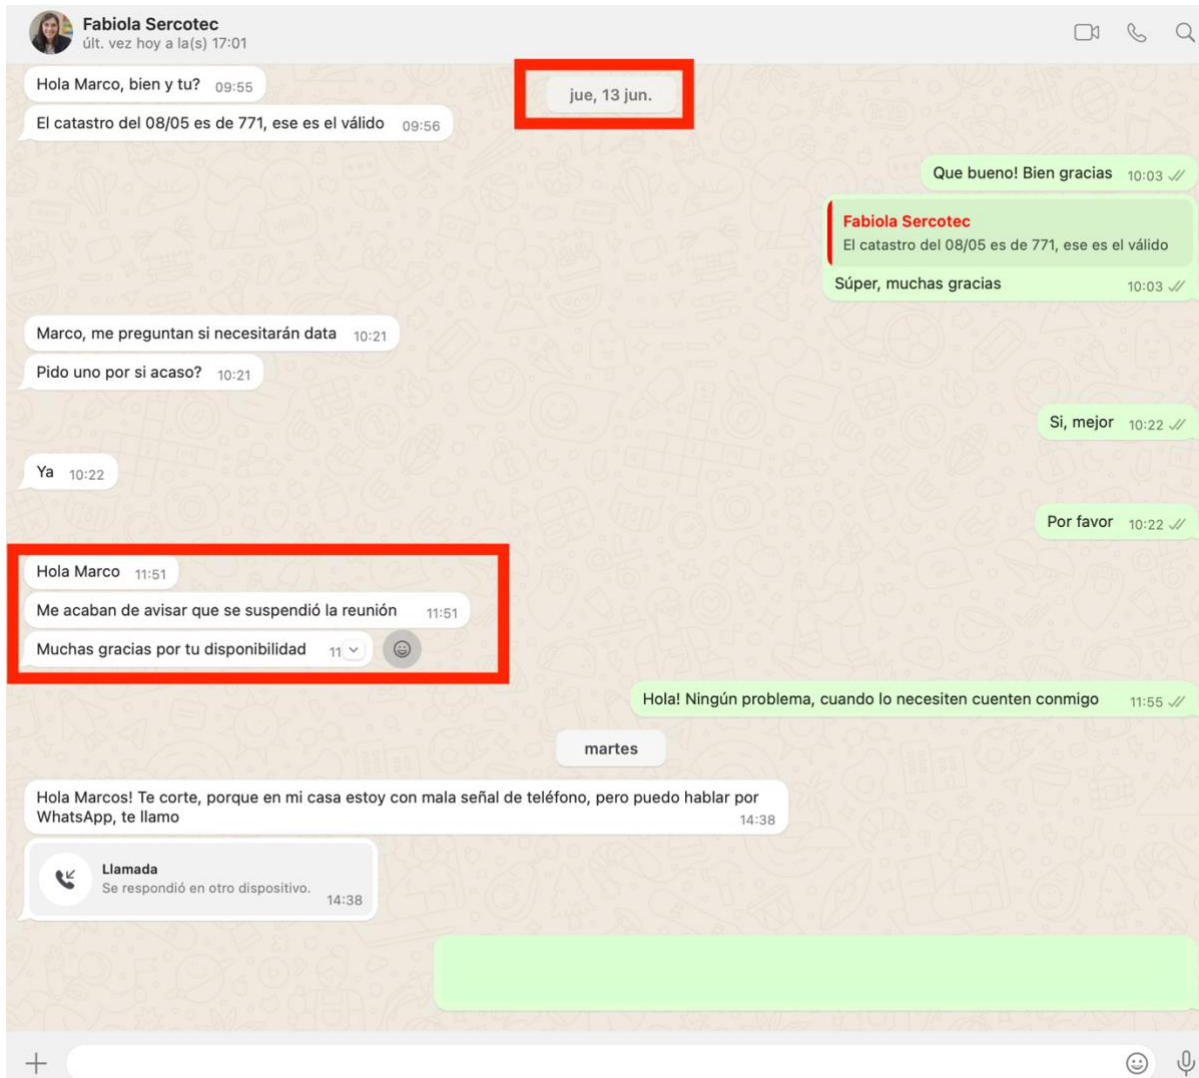 Fabiola Sercotec
últ. vez hoy a la(s) 17:01
jue, 13 jun.
Hola Marco, bien y tu? 09:55
El catastro del 08/05 es de 771, ese es el válido 09:56
Que bueno! Bien gracias 10:03
Fabiola Sercotec
El catastro del 08/05 es de 771, ese es el válido
Súper, muchas gracias 10:03
Marco, me preguntan si necesitarán data 10:21
Pido uno por si acaso? 10:21
Si, mejor 10:22
Ya 10:22
Por favor 10:22
Hola Marco 11:51
Me acaban de avisar que se suspendió la reunión 11:51
Muchas gracias por tu disponibilidad 11
Hola! Ningún problema, cuando lo necesiten cuenten conmigo 11:55
martes
Hola Marcos! Te corte, porque en mi casa estoy con mala señal de teléfono, pero puedo hablar por
WhatsApp, te llamo 14:38
Llamada
Se respondió en otro dispositivo. 14:38